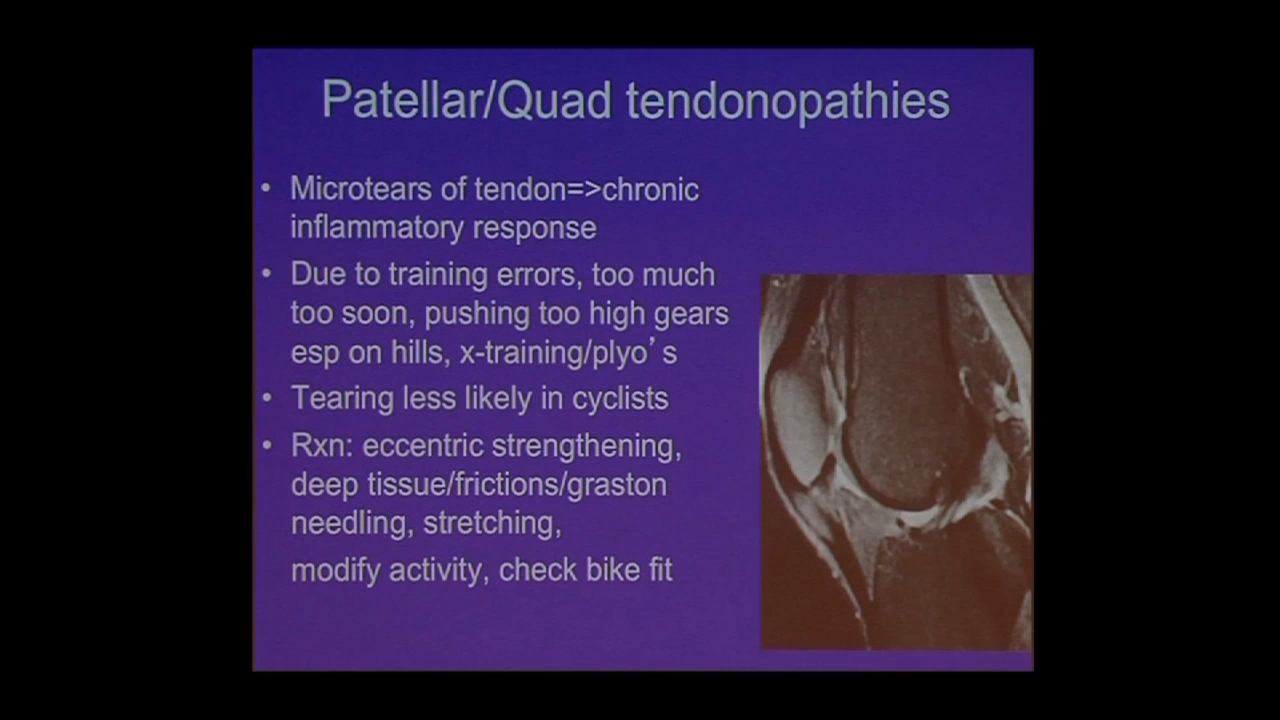 Patellar/Quad tendonopathies
• Microtears of tendon=>chronic
inflammatory response
• Due to training errors, too much
too soon, pushing too high gears
esp on hills, x-training/plyo's
• Tearing less likely in cyclists
• Rxn: eccentric strengthening,
deep tissue/frictions/graston
needling, stretching,
modify activity, check bike fit